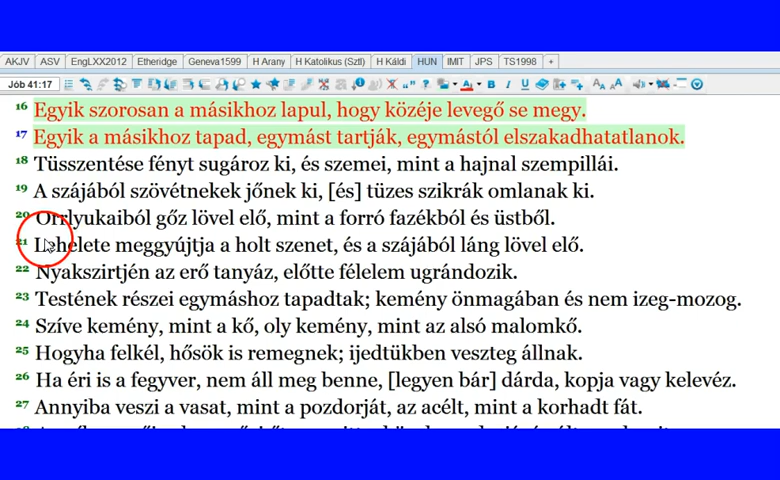 AKJV ASV EngLXX2012 Etheridge Geneva1599 H Arany H Katolikus (SztI) H Káldi HUN IMIT JPS TS1998 +
Jób 41:17
16 Egyik szorosan a másikhoz lapul, hogy közéje levegő se megy.
17 Egyik a másikhoz tapad, egymást tartják, egymástól elszakadhatatlanok.
18 Tüsszentése fényt sugároz ki, és szemei, mint a hajnal szempillái.
19 A szájából szövétnekek jőnek ki, [és] tüzes szikrák omlanak ki.
20 Orrlyukaiból gőz lövel elő, mint a forró fazékból és üstből.
21 Lehelete meggyújtja a holt szenet, és a szájából láng lövel elő.
22 Nyakszirtjén az erő tanyáz, előtte félelem ugrándozik.
23 Testének részei egymáshoz tapadtak; kemény önmagában és nem izeg-mozog.
24 Szíve kemény, mint a kő, oly kemény, mint az alsó malomkő.
25 Hogyha felkél, hősök is remegnek; ijedtükben veszteg állnak.
26 Ha éri is a fegyver, nem áll meg benne, [legyen bár] dárda, kopja vagy kelevéz.
27 Annyiba veszi a vasat, mint a pozdorját, az acélt, mint a korhadt fát.